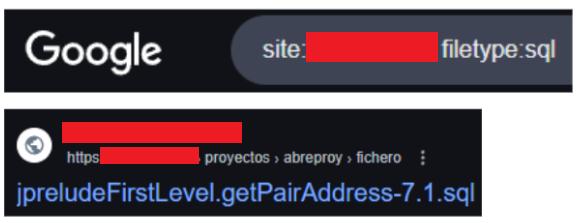 Google
site: filetype:sql
https proyectos › abreproy › fichero
jpreludeFirstLevel.getPairAddress-7.1.sql